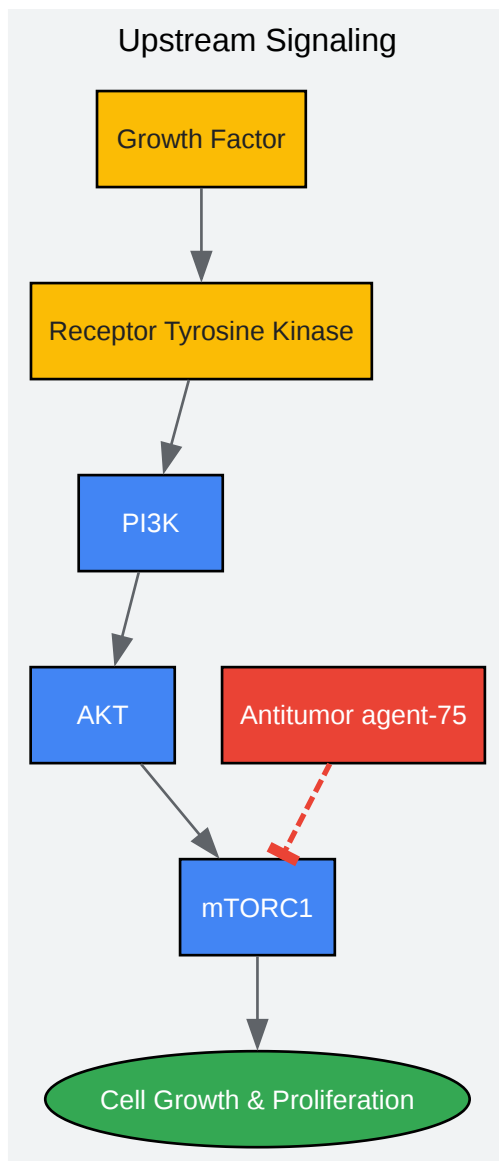 Upstream Signaling
Growth Factor
Receptor Tyrosine Kinase
PI3K
AKT
Antitumor agent-75
mTORC1
Cell Growth & Proliferation